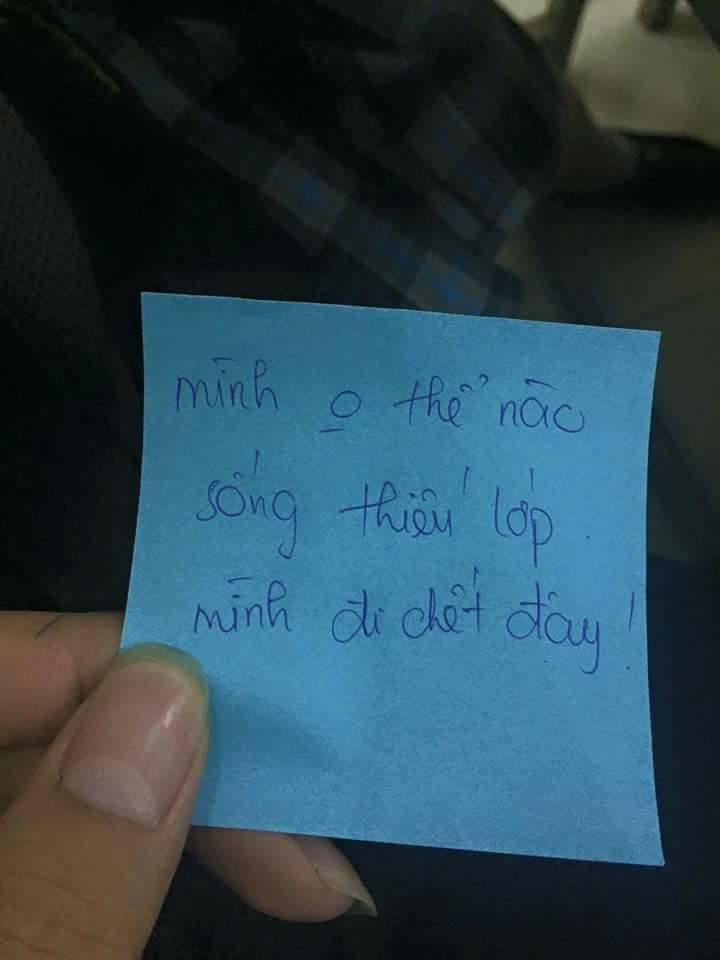 mình o thể nào
sống thiếu lớp.
mình đi chết đây!